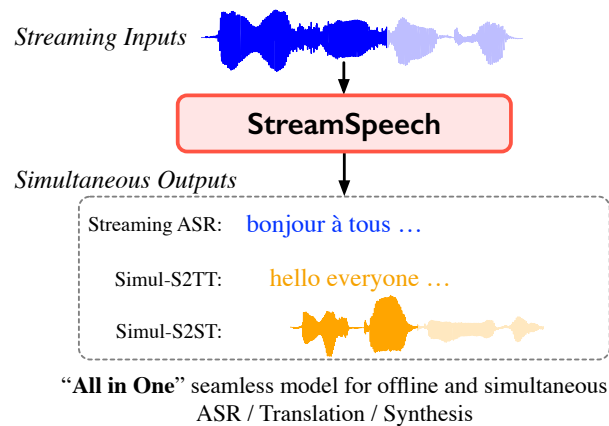 Streaming Inputs
StreamSpeech
Simultaneous Outputs
Streaming ASR: bonjour à tous …
Simul-S2TT: hello everyone …
Simul-S2ST:
“All in One” seamless model for offline and simultaneous
ASR / Translation / Synthesis